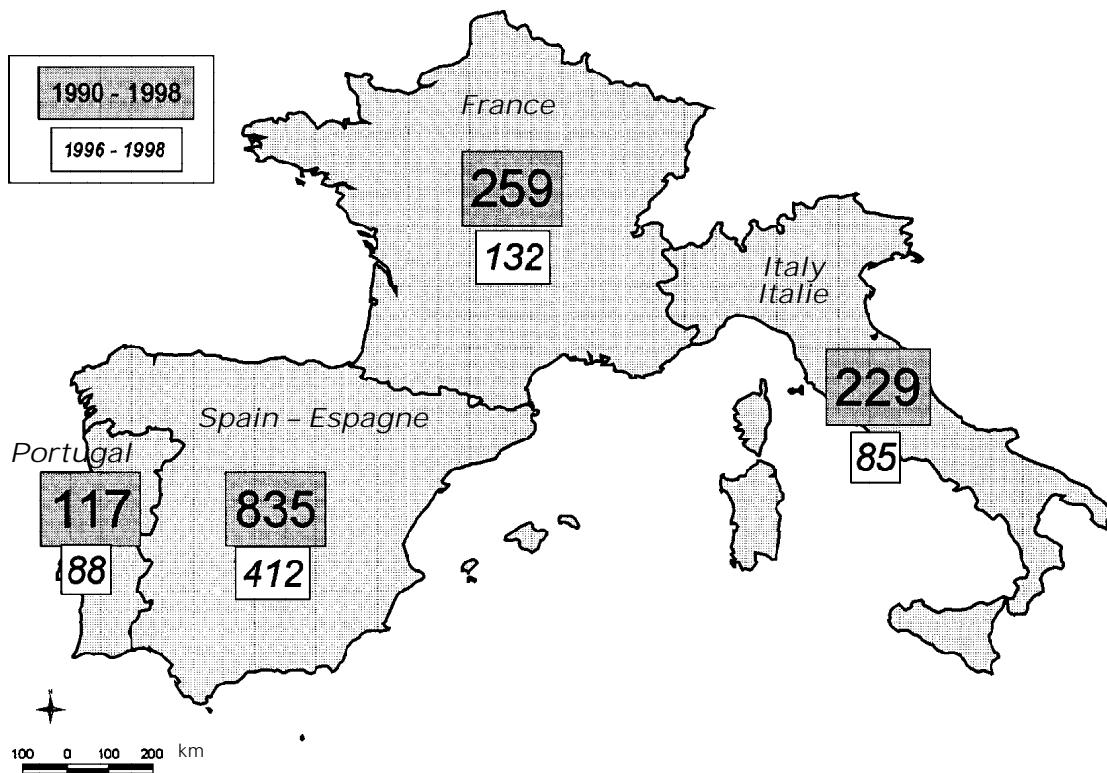 1990 - 1998
1996 - 1998
France
259
132
Italy
Italie
229
85
Spain – Espagne
Portugal
117
88
835
412
N
100 0 100 200 km